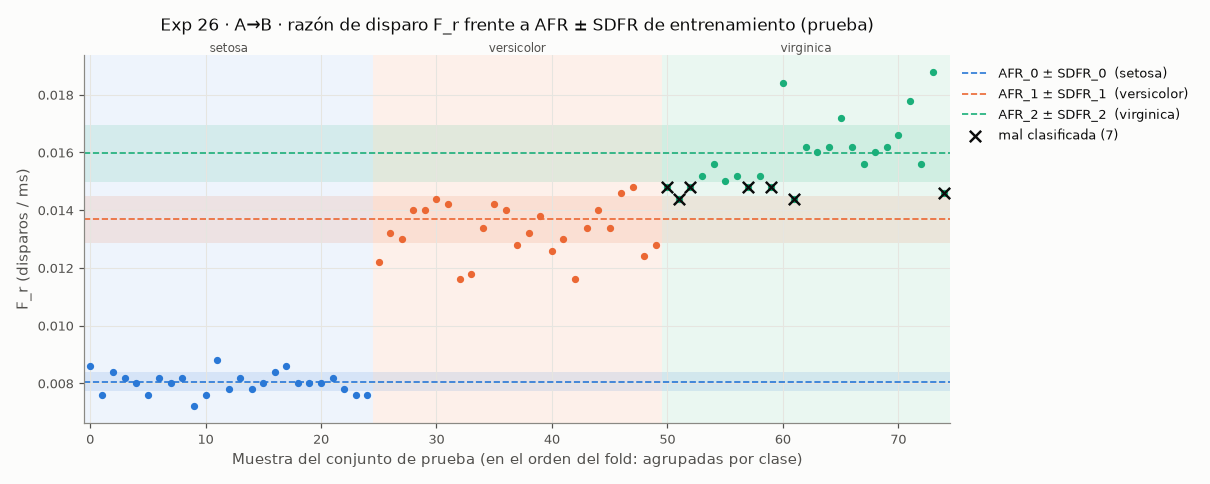 Exp 26 · A→B · razón de disparo F_r frente a AFR ± SDFR de entrenamiento (prueba)
setosa
versicolor
virginica
F_r (disparos / ms)
0.018
0.016
0.014
0.012
0.010
0.008
0
10
20
30
40
50
60
70
Muestra del conjunto de prueba (en el orden del fold: agrupadas por clase)
AFR_0 ± SDFR_0 (setosa)
AFR_1 ± SDFR_1 (versicolor)
AFR_2 ± SDFR_2 (virginica)
mal clasificada (7)